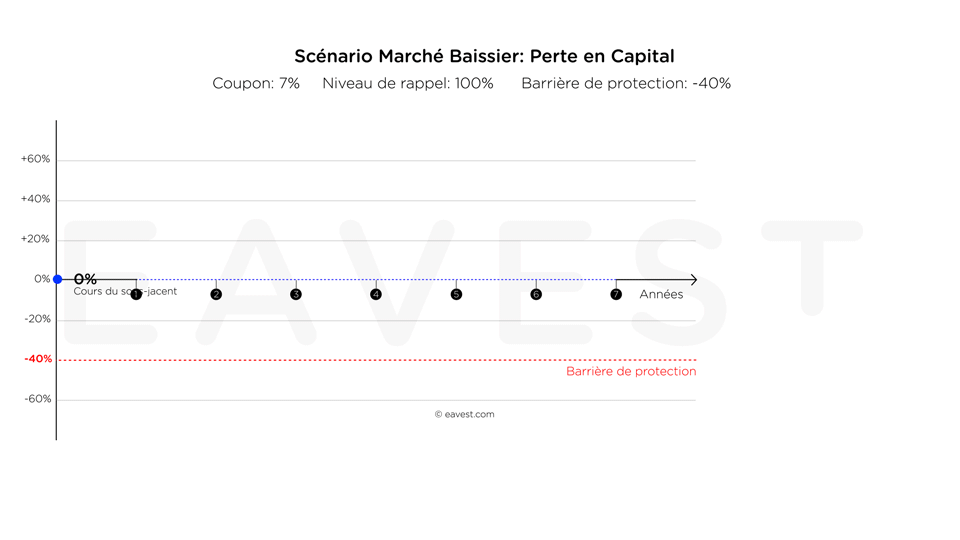 Scénario Marché Baissier: Perte en Capital
Coupon: 7% Niveau de rappel: 100% Barrière de protection: -40%
+60%
+40%
+20%
0%
0%
Cours du sous-jacent
1 2 3 4 5 6 7 Années
-20%
-40%
Barrière de protection
-60%
© eavest.com
EAVEST